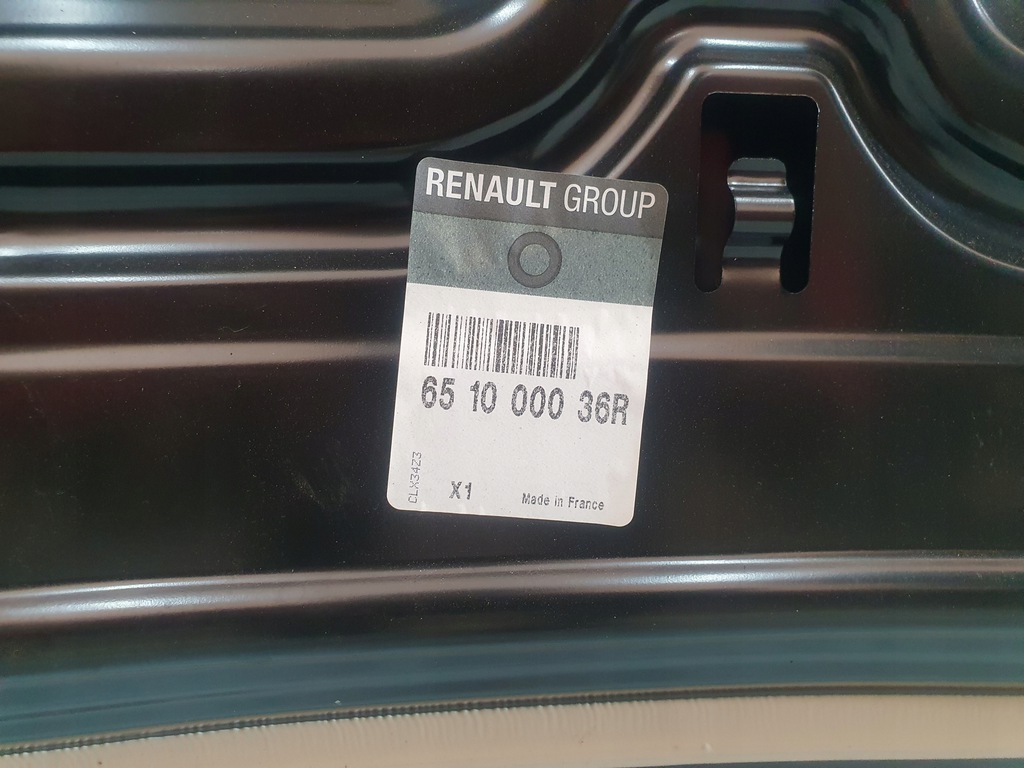 RENAULT GROUP
65 10 000 36R
CLX3423
X1
Made in France